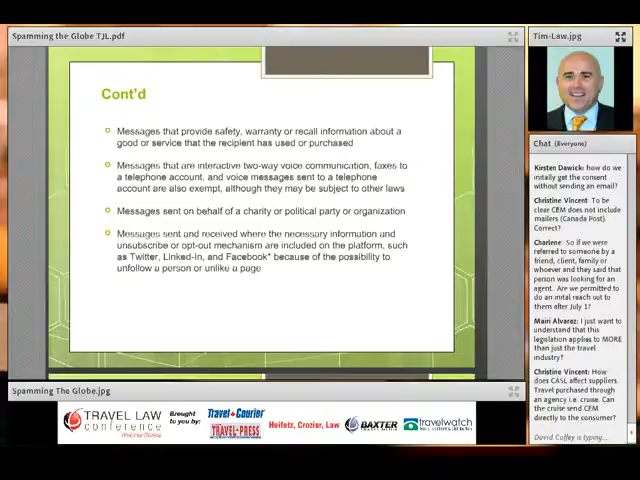 Spamming the Globe TJL.pdf
Tim-Law.jpg
Cont'd
Messages that provide safety, warranty or recall information about a
good or service that the recipient has used or purchased
Messages that are interactive two-way voice communication, faxes to
a telephone account, and voice messages sent to a telephone
account are also exempt, although they may be subject to other laws
Messages sent on behalf of a charity or political party or organization
Messages sent and received where the necessary information and
unsubscribe or opt-out mechanism are included on the platform, such
as Twitter, Linked-In, and Facebook* because of the possibility to
unfollow a person or unlike a page
Chat (Everyone)
Kirsten Dawick: how do we
initally get the consent
without sending an email?
Christine Vincent: To be
clear CEM does not include
mailers (Canada Post).
Correct?
Charlene: So if we were
referred to someone by a
friend, client, family or
whoever and they said that
person was looking for an
agent. Are we permitted to
do an inital reach out to
them after July 1?
Mairi Alvarez: I just want to
understand that this
legislation applies to MORE
than just the travel
industry?
Christine Vincent: How
does CASL affect suppliers.
Travel purchased through
an agency i.e. cruise. Can
the cruise send CEM
directly to the consumer?
David Coffey is typing...
Spamming The Globe.jpg
TRAVEL LAW
conference
Webinar Series
Brought
to you by:
Travel Courier
TRAVEL PRESS
Heifetz, Crozier, Law
BAXTER
travelwatch